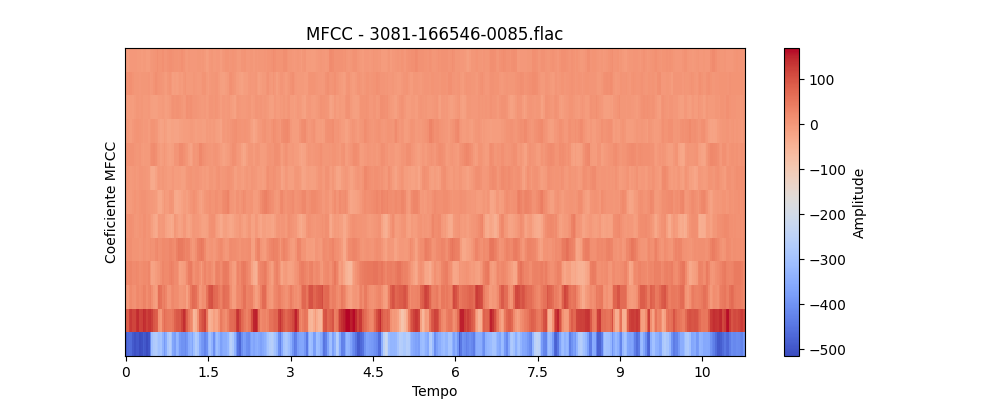 MFCC - 3081-166546-0085.flac
Coeficiente MFCC
0 1.5 3 4.5 6 7.5 9 10
Tempo
100
0
−100
−200
−300
−400
−500
Amplitude